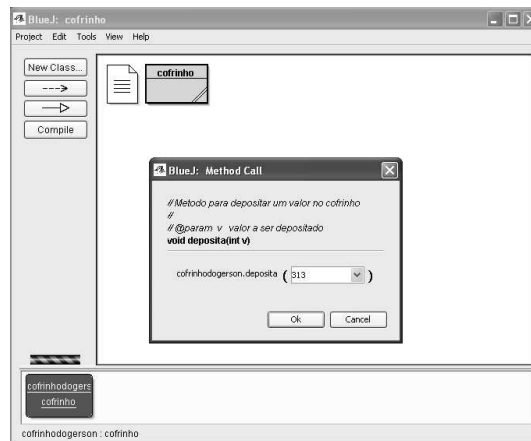 BlueJ: cofrinho
Project Edit Tools View Help
New Class...
Compile
cofrinho
BlueJ: Method Call
//Metodo para depositar um valor no cofrinho
//
//@param v valor a ser depositado
void deposita(int v)
cofrinhodogerson.deposita ( 313 )
Ok Cancel
cofrinhodogers
cofrinho
cofrinhodogerson : cofrinho